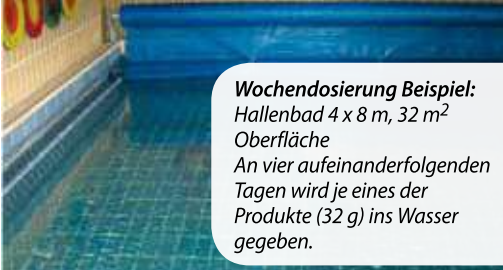 Wochendosierung Beispiel:
Hallenbad 4 x 8 m, 32 m²
Oberfläche
An vier aufeinanderfolgenden
Tagen wird je eines der
Produkte (32 g) ins Wasser
gegeben.